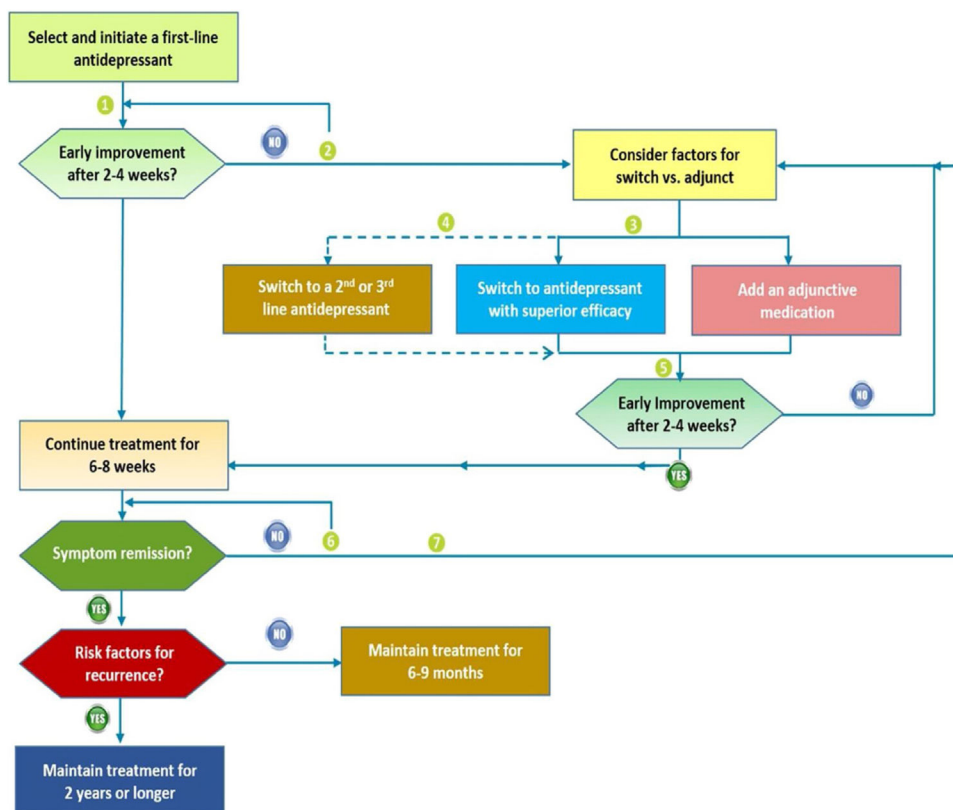 Select and initiate a first-line
antidepressant
1
Early improvement
after 2-4 weeks?
NO
2
Consider factors for
switch vs. adjunct
4
3
Switch to a 2nd or 3rd
line antidepressant
Switch to antidepressant
with superior efficacy
Add an adjunctive
medication
5
Early Improvement
after 2-4 weeks?
NO
YES
Continue treatment for
6-8 weeks
Symptom remission?
NO
6
7
YES
Risk factors for
recurrence?
NO
Maintain treatment for
6-9 months
YES
Maintain treatment for
2 years or longer